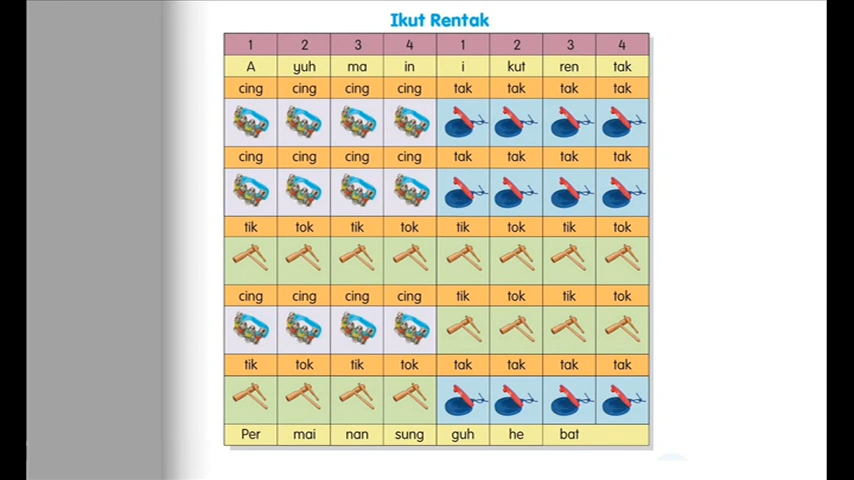 Ikut Rentak
1 2 3 4 1 2 3 4
A yuh ma in i kut ren tak
cing cing cing cing tak tak tak tak
cing cing cing cing tak tak tak tak
tik tok tik tok tik tok tik tok
cing cing cing cing tik tok tik tok
tik tok tik tok tak tak tak tak
Per mai nan sung guh he bat